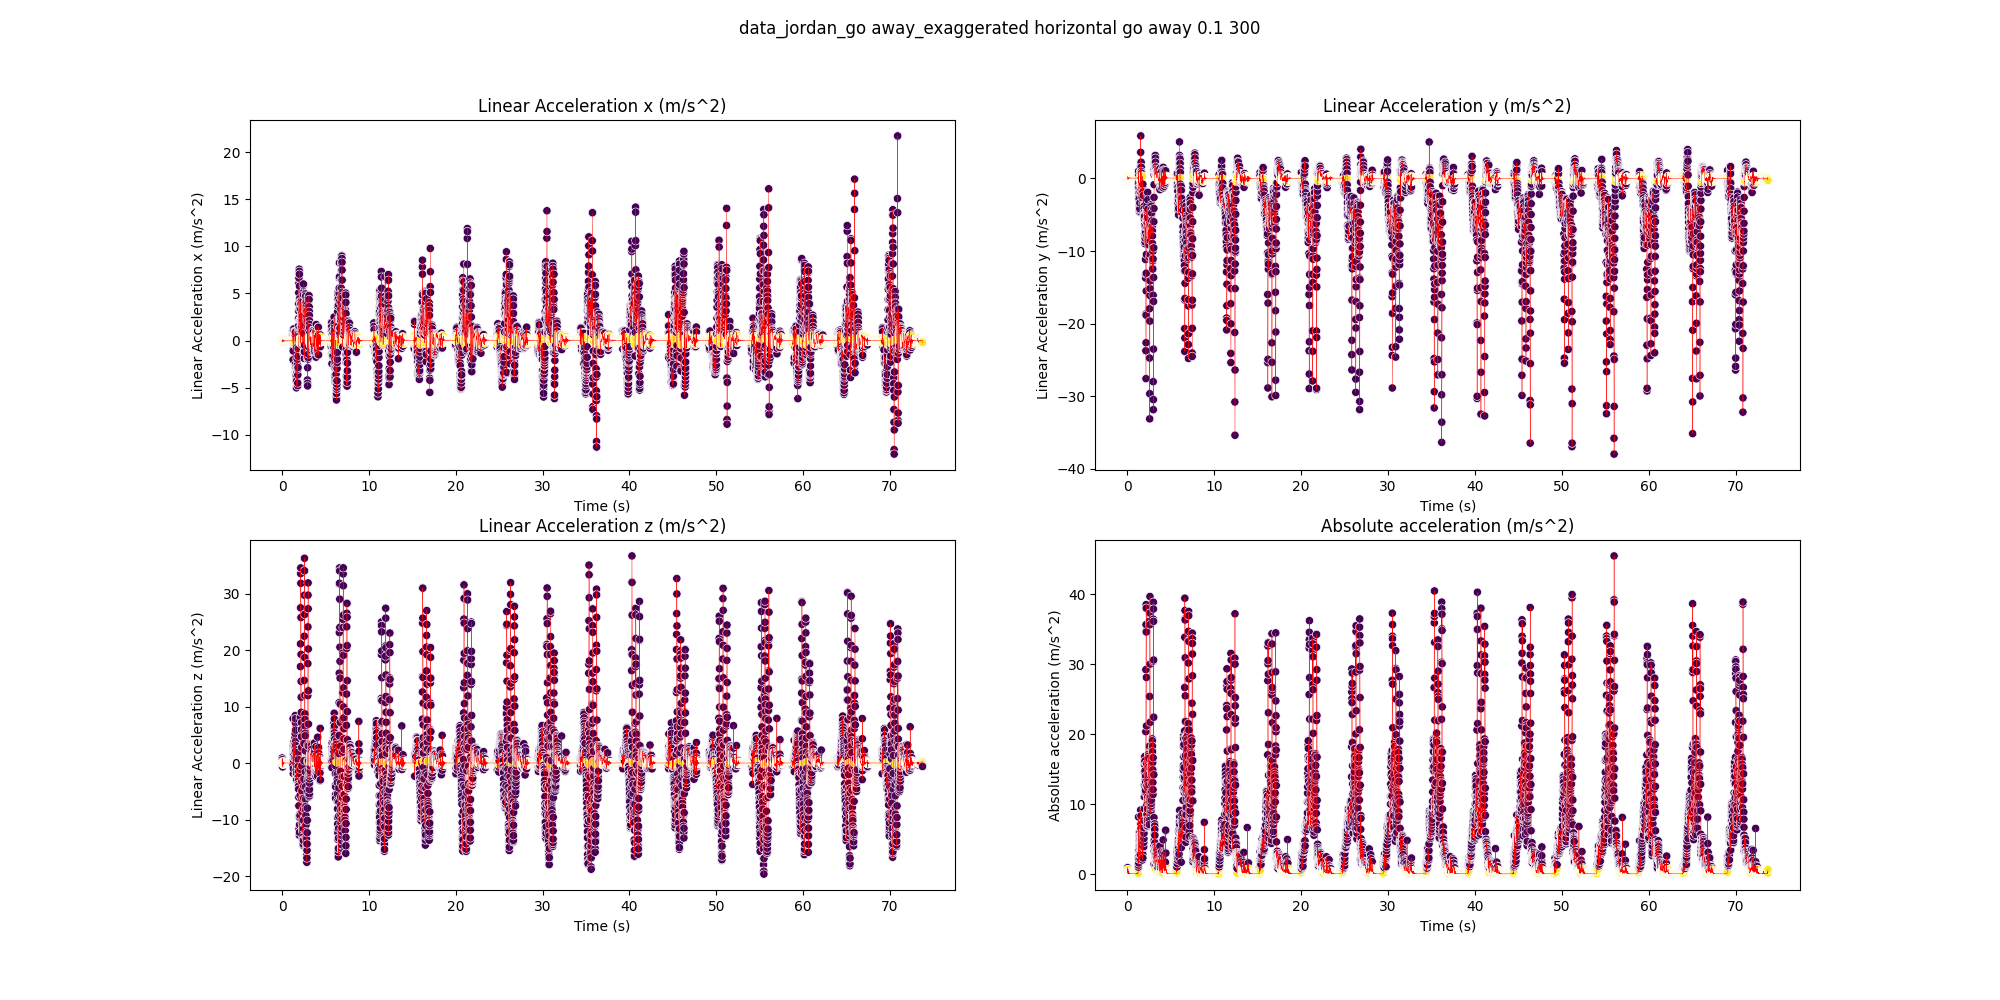 data_jordan_go away_exaggerated horizontal go away 0.1 300
Linear Acceleration x (m/s^2)
Linear Acceleration x (m/s^2)
20
15
10
5
0
−5
−10
0 10 20 30 40 50 60 70
Time (s)
Linear Acceleration y (m/s^2)
Linear Acceleration y (m/s^2)
0
−10
−20
−30
−40
0 10 20 30 40 50 60 70
Time (s)
Linear Acceleration z (m/s^2)
Linear Acceleration z (m/s^2)
30
20
10
0
−10
−20
0 10 20 30 40 50 60 70
Time (s)
Absolute acceleration (m/s^2)
Absolute acceleration (m/s^2)
40
30
20
10
0
0 10 20 30 40 50 60 70
Time (s)